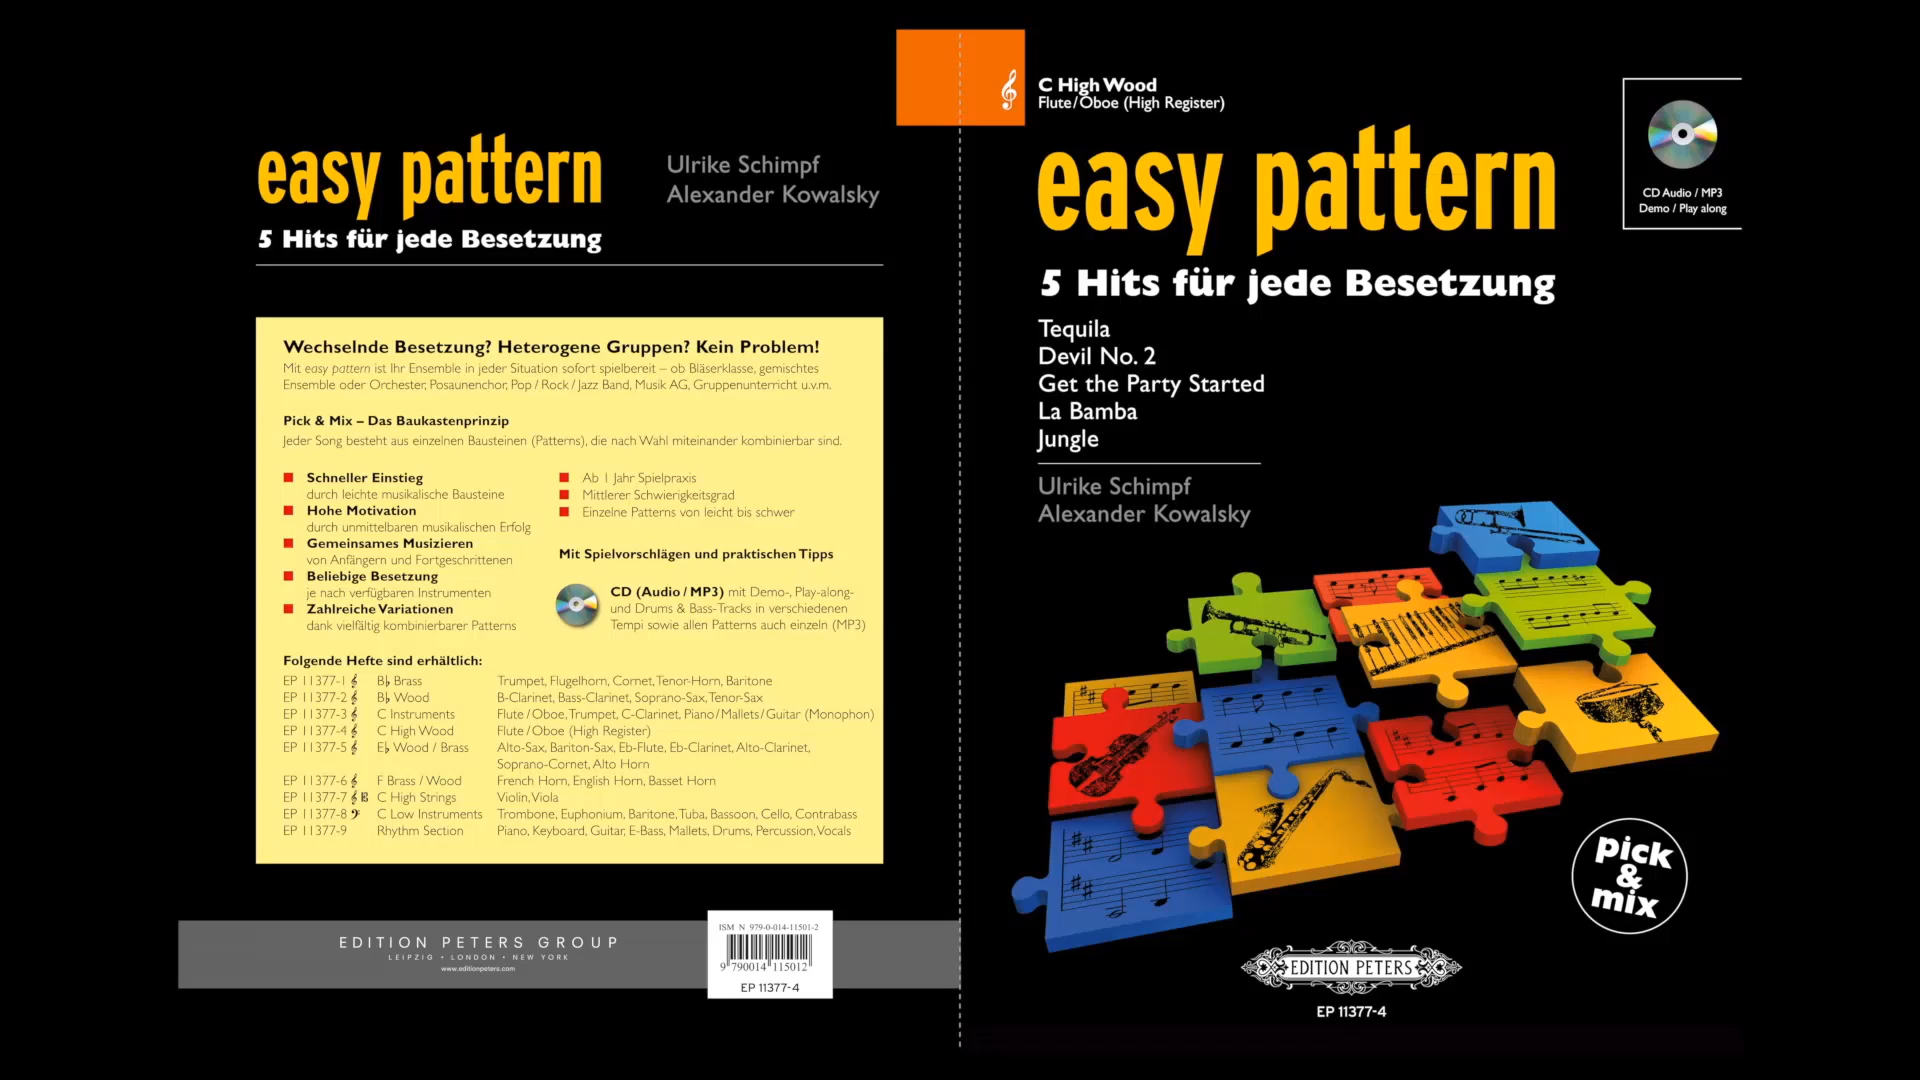 easy pattern
5 Hits für jede Besetzung
Ulrike Schimpf
Alexander Kowalsky
Wechselnde Besetzung? Heterogene Gruppen? Kein Problem!
Mit easy pattern ist Ihr Ensemble in jeder Situation sofort spielbereit – ob Bläserklasse, gemischtes
Ensemble oder Orchester, Posaunenchor, Pop / Rock / Jazz Band, Musik AG, Gruppenunterricht u.v.m.
Pick & Mix – Das Baukastenprinzip
Jeder Song besteht aus einzelnen Bausteinen (Patterns), die nach Wahl miteinander kombinierbar sind.
Schneller Einstieg
durch leichte musikalische Bausteine
Hohe Motivation
durch unmittelbaren musikalischen Erfolg
Gemeinsames Musizieren
von Anfängern und Fortgeschrittenen
Beliebige Besetzung
je nach verfügbaren Instrumenten
Zahlreiche Variationen
dank vielfältig kombinierbarer Patterns
Ab 1 Jahr Spielpraxis
Mittlerer Schwierigkeitsgrad
Einzelne Patterns von leicht bis schwer
Mit Spielvorschlägen und praktischen Tipps
CD (Audio / MP3) mit Demo-, Play-along-
und Drums & Bass-Tracks in verschiedenen
Tempi sowie allen Patterns auch einzeln (MP3)
Folgende Hefte sind erhältlich:
EP 11377-1 𝄞 B♭ Brass Trumpet, Flugelhorn, Cornet, Tenor-Horn, Baritone
EP 11377-2 𝄞 B♭ Wood B-Clarinet, Bass-Clarinet, Soprano-Sax, Tenor-Sax
EP 11377-3 𝄞 C Instruments Flute / Oboe, Trumpet, C-Clarinet, Piano / Mallets / Guitar (Monophon)
EP 11377-4 𝄞 C High Wood Flute / Oboe (High Register)
EP 11377-5 𝄞 E♭ Wood / Brass Alto-Sax, Bariton-Sax, Eb-Flute, Eb-Clarinet, Alto-Clarinet,
Soprano-Cornet, Alto Horn
EP 11377-6 𝄞 F Brass / Wood French Horn, English Horn, Basset Horn
EP 11377-7 𝄞 𝄡 C High Strings Violin, Viola
EP 11377-8 𝄢 C Low Instruments Trombone, Euphonium, Baritone, Tuba, Bassoon, Cello, Contrabass
EP 11377-9 Rhythm Section Piano, Keyboard, Guitar, E-Bass, Mallets, Drums, Percussion, Vocals
EDITION PETERS GROUP
LEIPZIG • LONDON • NEW YORK
www.editionpeters.com
ISM N 979-0-014-11501-2
9 790014 115012
EP 11377-4
C High Wood
Flute / Oboe (High Register)
easy pattern
5 Hits für jede Besetzung
Tequila
Devil No. 2
Get the Party Started
La Bamba
Jungle
Ulrike Schimpf
Alexander Kowalsky
CD Audio / MP3
Demo / Play along
pick
&
mix
EDITION PETERS
EP 11377-4